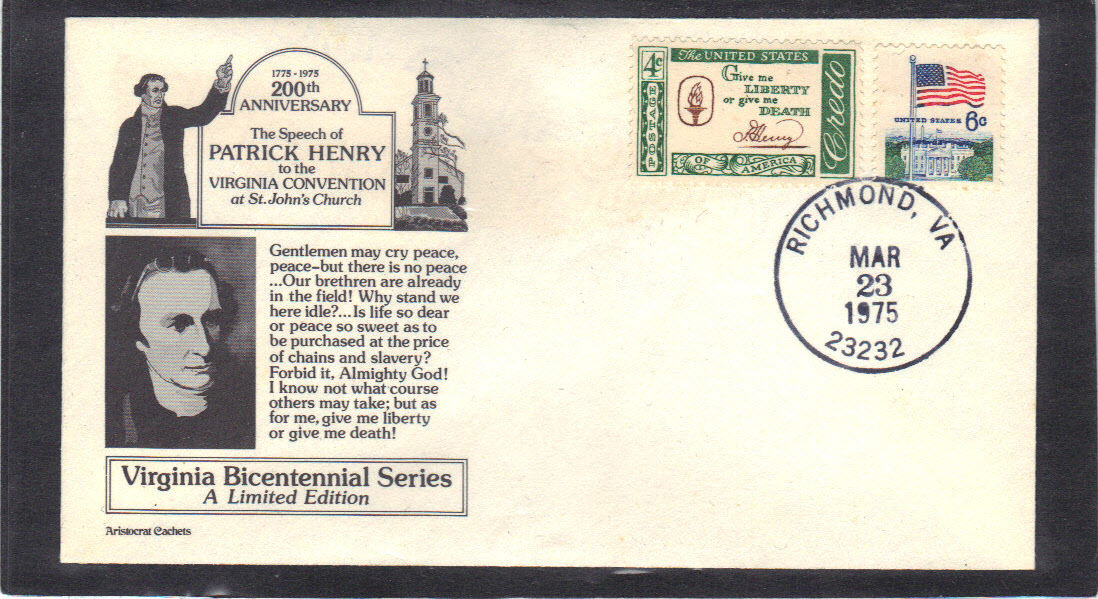 1775 - 1975
200th
ANNIVERSARY
The Speech of
PATRICK HENRY
to the
VIRGINIA CONVENTION
at St. John's Church
Gentlemen may cry peace,
peace–but there is no peace
...Our brethren are already
in the field! Why stand we
here idle?...Is life so dear
or peace so sweet as to
be purchased at the price
of chains and slavery?
Forbid it, Almighty God!
I know not what course
others may take; but as
for me, give me liberty
or give me death!
Virginia Bicentennial Series
A Limited Edition
Aristocrat Cachets
4c
POSTAGE
The UNITED STATES
Give me
LIBERTY
or give me
DEATH
P. Henry
OF AMERICA
Credo
UNITED STATES 6c
RICHMOND, VA
MAR
23
1975
23232